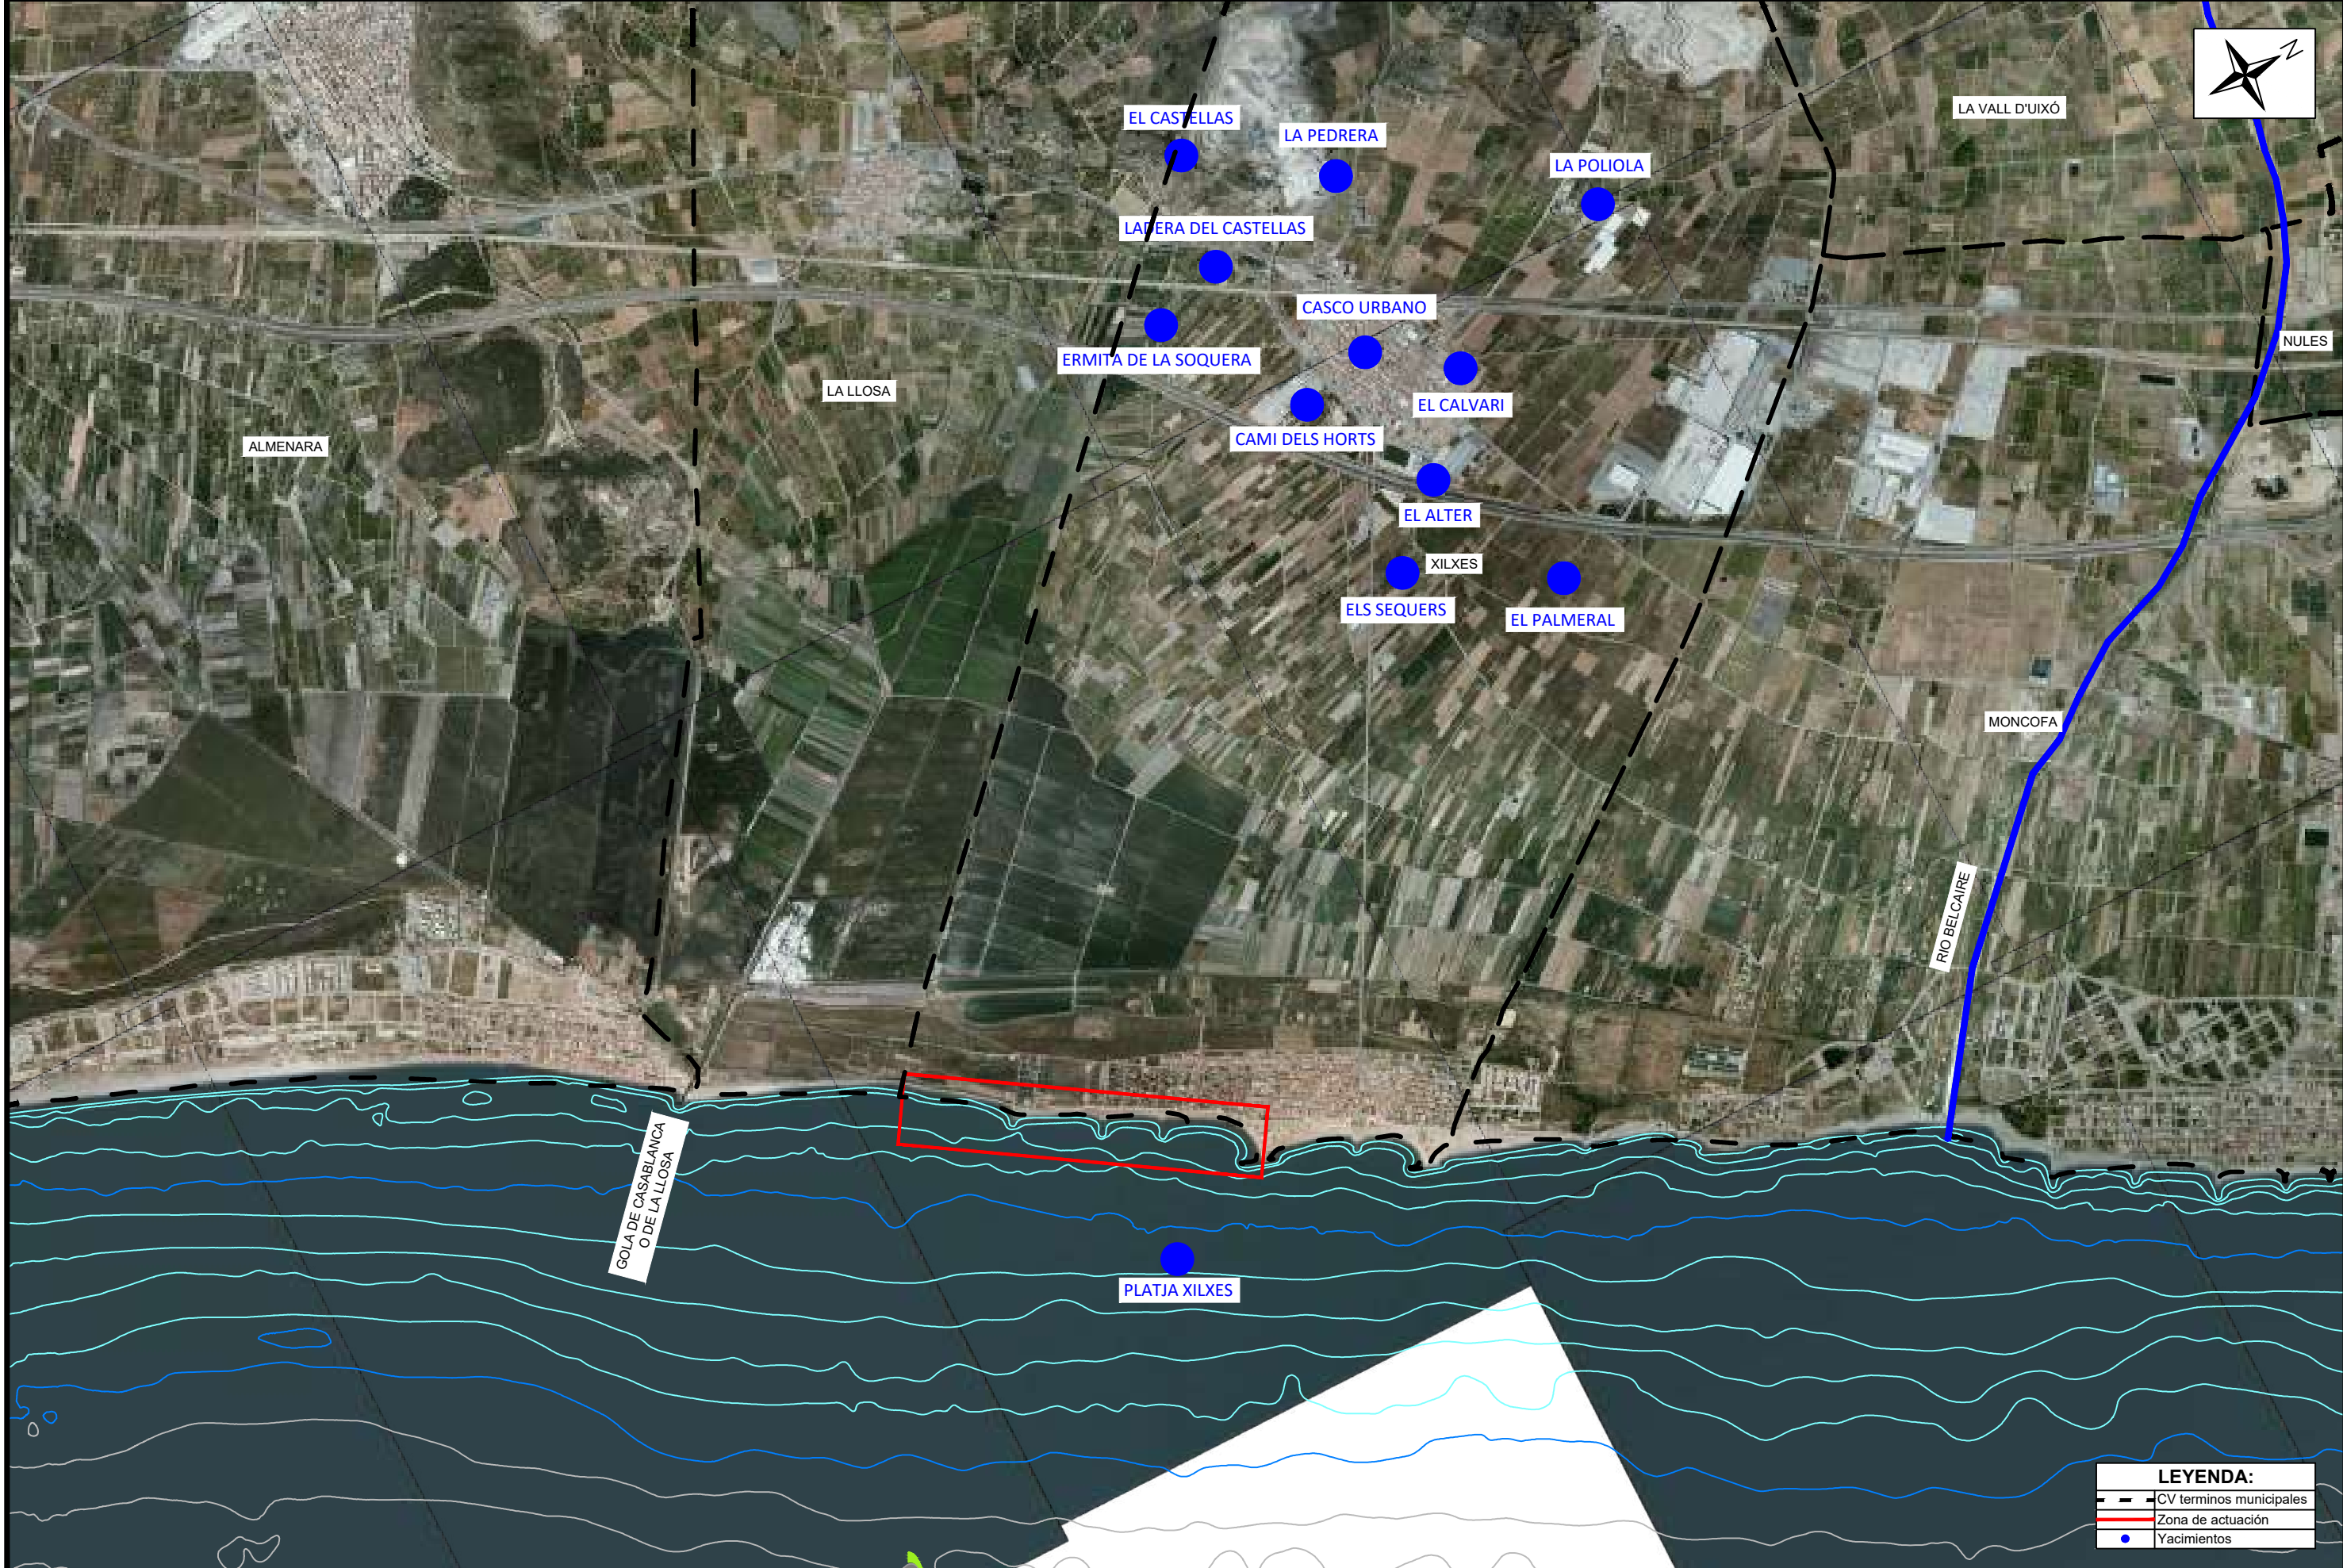 N
LA VALL D'UIXÓ
EL CASTELLAS
LA PEDRERA
LA POLIOLA
LADERA DEL CASTELLAS
CASCO URBANO
NULES
ERMITA DE LA SOQUERA
LA LLOSA
EL CALVARI
CAMI DELS HORTS
ALMENARA
EL ALTER
XILXES
ELS SEQUERS
EL PALMERAL
MONCOFA
RIO BELCAIRE
GOLA DE CASABLANCA
O DE LA LLOSA
PLATJA XILXES
LEYENDA:
CV terminos municipales
Zona de actuación
Yacimientos